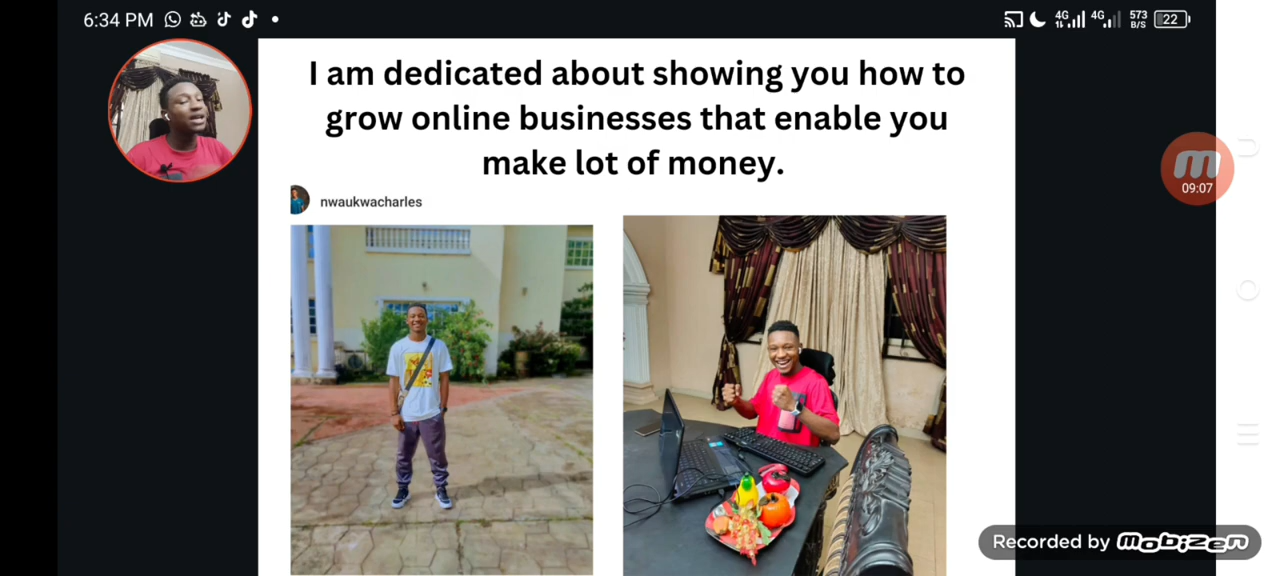 6:34 PM
4G 4G 573 B/S 22
I am dedicated about showing you how to
grow online businesses that enable you
make lot of money.
nwaukwacharles
09:07
Recorded by mobizen